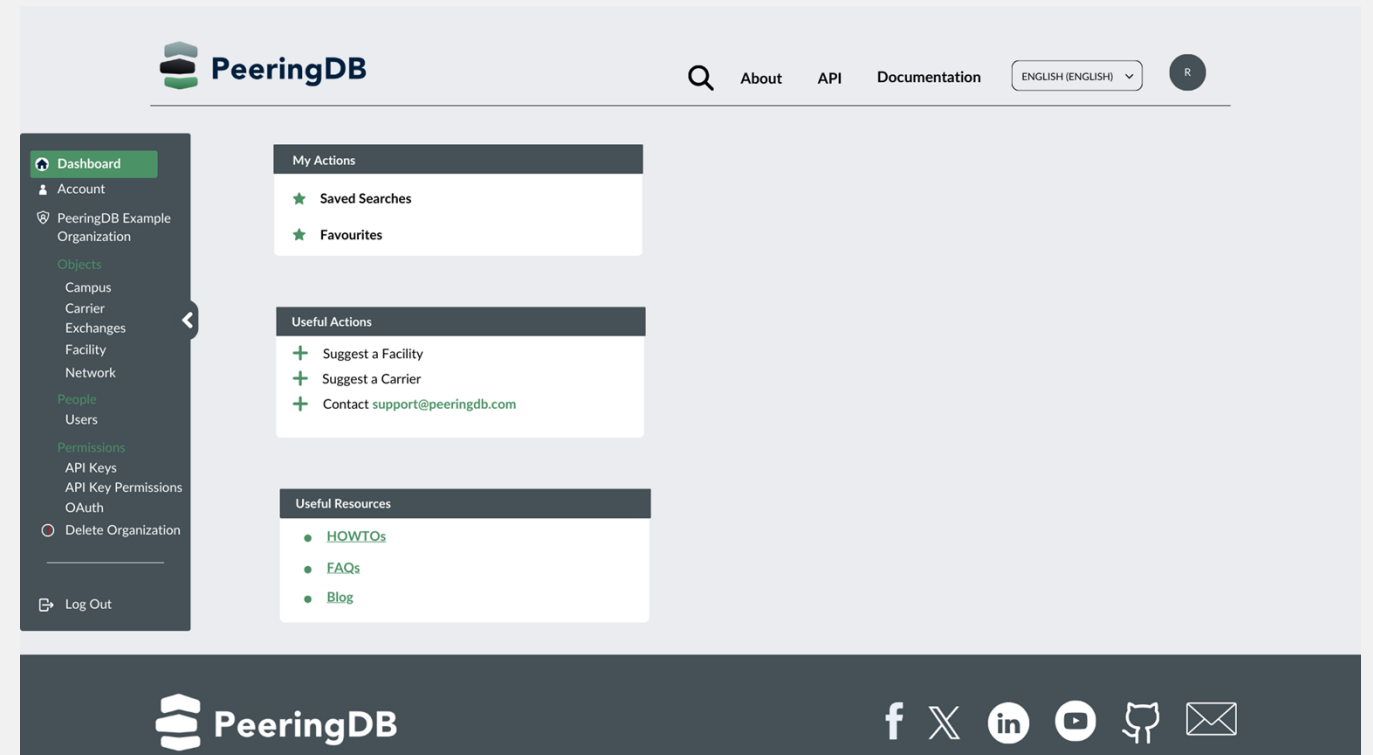 PeeringDB
About
API
Documentation
ENGLISH (ENGLISH)
R
Dashboard
Account
PeeringDB Example
Organization
Objects
Campus
Carrier
Exchanges
Facility
Network
People
Users
Permissions
API Keys
API Key Permissions
OAuth
Delete Organization
Log Out
My Actions
Saved Searches
Favourites
Useful Actions
Suggest a Facility
Suggest a Carrier
Contact support@peeringdb.com
Useful Resources
HOWTOs
FAQs
Blog
PeeringDB
f
X
in